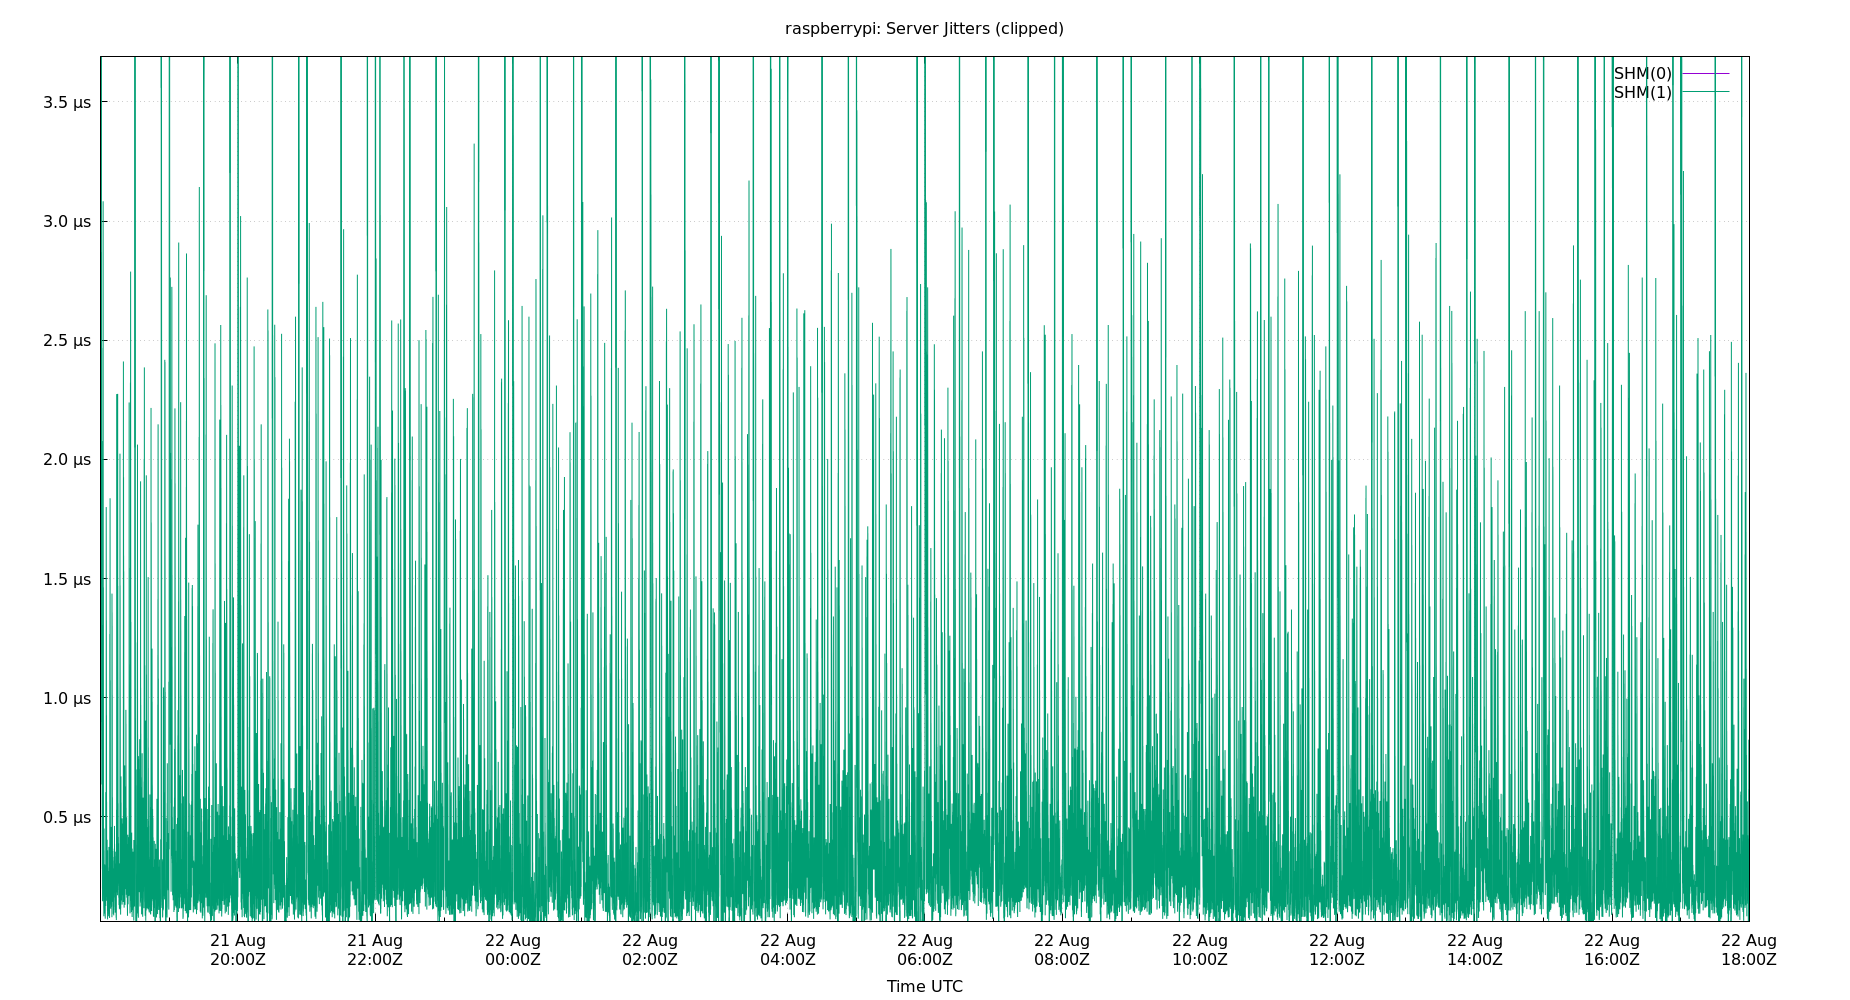 raspberrypi: Server Jitters (clipped)
SHM(0)
SHM(1)
3.5 µs
3.0 µs
2.5 µs
2.0 µs
1.5 µs
1.0 µs
0.5 µs
21 Aug 21 Aug 22 Aug 22 Aug 22 Aug 22 Aug 22 Aug 22 Aug 22 Aug 22 Aug 22 Aug 22 Aug
20:00Z 22:00Z 00:00Z 02:00Z 04:00Z 06:00Z 08:00Z 10:00Z 12:00Z 14:00Z 16:00Z 18:00Z
Time UTC